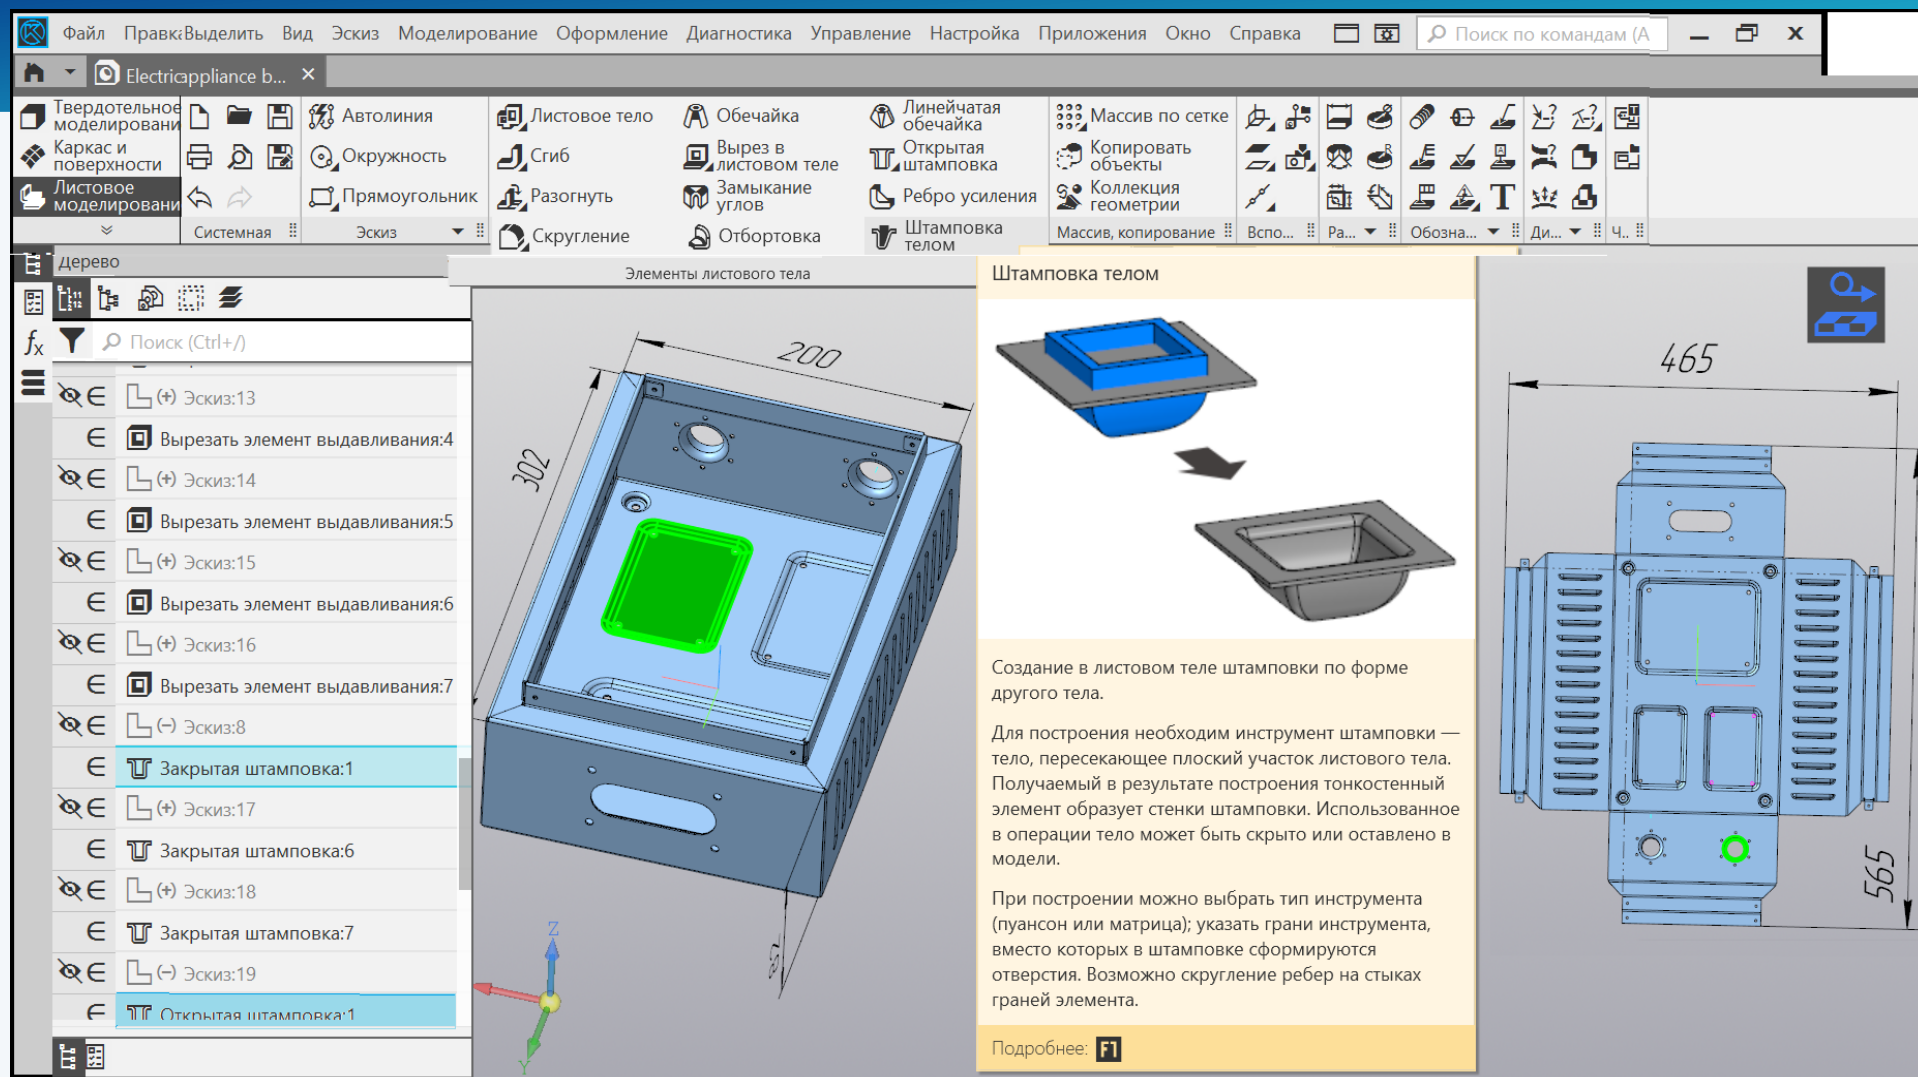 Файл Правка Выделить Вид Эскиз Моделирование Оформление Диагностика Управление Настройка Приложения Окно Справка Поиск по командам (A
Electricappliance b...
Твердотельное
моделировани
Каркас и
поверхности
Листовое
моделировани
Системная
Автолиния
Окружность
Прямоугольник
Эскиз
Листовое тело
Сгиб
Разогнуть
Скругление
Обечайка
Вырез в
листовом теле
Замыкание
углов
Отбортовка
Линейчатая
обечайка
Открытая
штамповка
Ребро усиления
Штамповка
телом
Элементы листового тела
Массив по сетке
Копировать
объекты
Коллекция
геометрии
Массив, копирование
Вспо...
Ра...
Обозна...
Ди...
Ч..
Дерево
Поиск (Ctrl+/)
(+) Эскиз:13
Вырезать элемент выдавливания:4
(+) Эскиз:14
Вырезать элемент выдавливания:5
(+) Эскиз:15
Вырезать элемент выдавливания:6
(+) Эскиз:16
Вырезать элемент выдавливания:7
(−) Эскиз:8
Закрытая штамповка:1
(+) Эскиз:17
Закрытая штамповка:6
(+) Эскиз:18
Закрытая штамповка:7
(−) Эскиз:19
Открытая штамповка:1
200
302
Z
Y
Штамповка телом
Создание в листовом теле штамповки по форме
другого тела.
Для построения необходим инструмент штамповки —
тело, пересекающее плоский участок листового тела.
Получаемый в результате построения тонкостенный
элемент образует стенки штамповки. Использованное
в операции тело может быть скрыто или оставлено в
модели.
При построении можно выбрать тип инструмента
(пуансон или матрица); указать грани инструмента,
вместо которых в штамповке сформируются
отверстия. Возможно скругление ребер на стыках
граней элемента.
Подробнее: F1
465
565